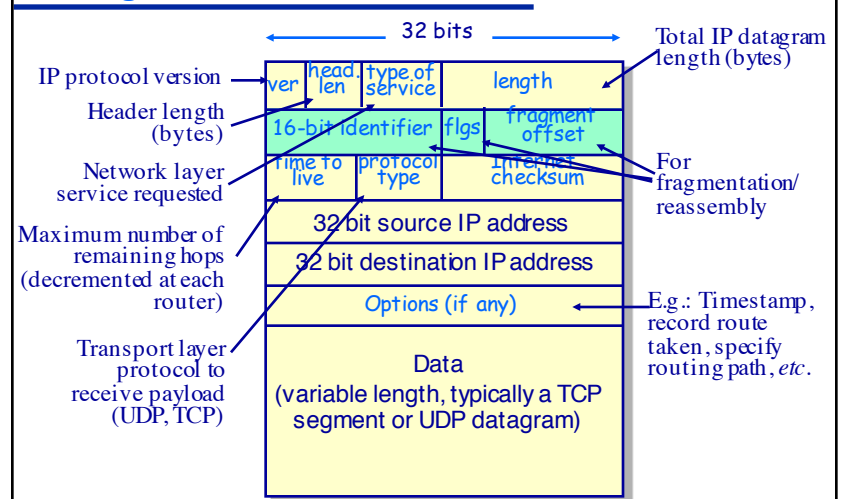 32 bits
Total IP datagram
length (bytes)
IP protocol version
ver
head.
len
type of
service
length
Header length
(bytes)
16-bit identifier
flgs
fragment
offset
Network layer
service requested
time to
live
protocol
type
Internet
checksum
For
fragmentation/
reassembly
32 bit source IP address
Maximum number of
remaining hops
(decremented at each
router)
32 bit destination IP address
Options (if any)
E.g.: Timestamp,
record route
taken, specify
routing path, etc.
Transport layer
protocol to
receive payload
(UDP, TCP)
Data
(variable length, typically a TCP
segment or UDP datagram)